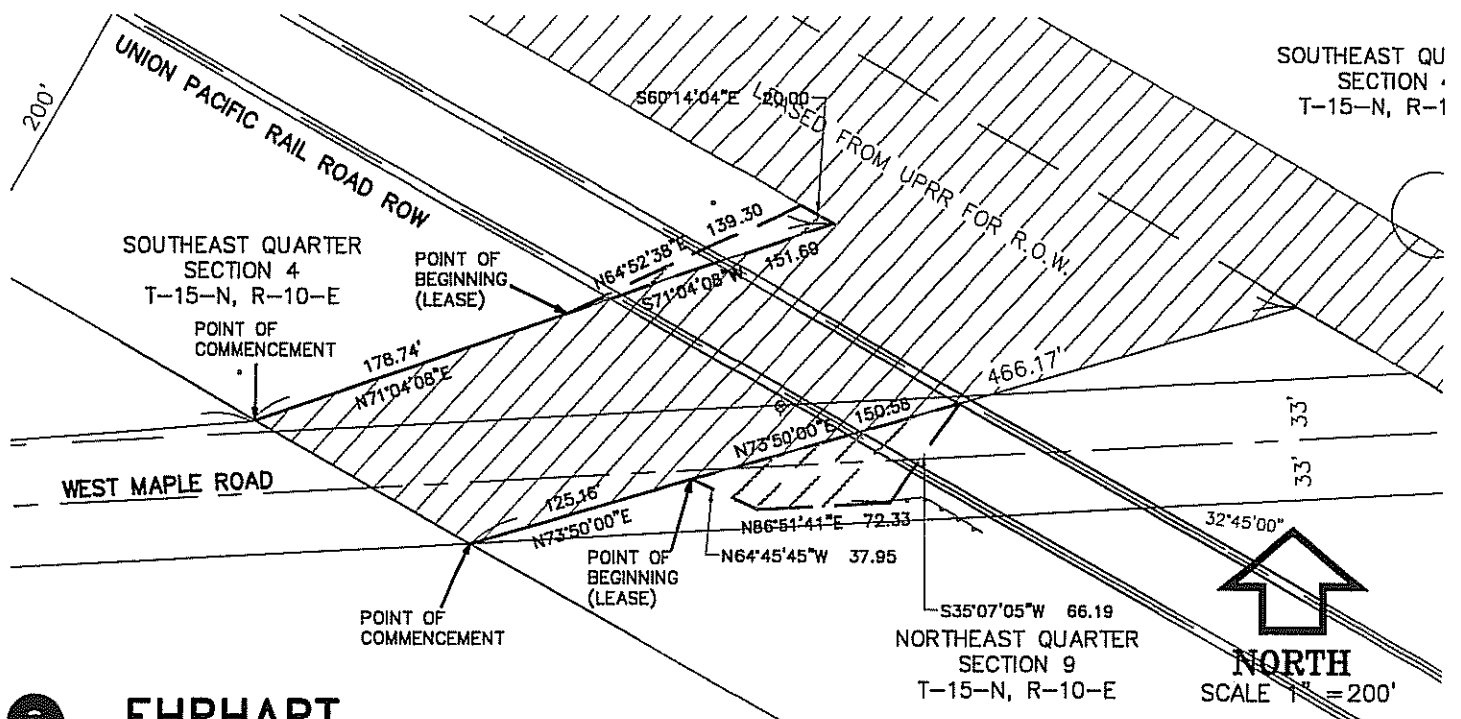 200'
UNION PACIFIC RAIL ROAD ROW
SOUTHEAST QU
SECTION
T-15-N, R-1
S60°14'04"E 20.00
LEASED FROM UPRR FOR R.O.W.
SOUTHEAST QUARTER
SECTION 4
T-15-N, R-10-E
POINT OF
COMMENCEMENT
POINT OF
BEGINNING
(LEASE)
N64°52'38"E 139.30
S71°04'08"W 151.69
178.74'
N71°04'08"E
466.17'
N73°50'00"E 150.58
33'
33'
WEST MAPLE ROAD
125.16'
N73°50'00"E
N86°51'41"E 72.33
N64°45'45"W 37.95
POINT OF
BEGINNING
(LEASE)
POINT OF
COMMENCEMENT
32°45'00"
S35°07'05"W 66.19
NORTHEAST QUARTER
SECTION 9
T-15-N, R-10-E
NORTH
SCALE 1" =200'
EHRHART